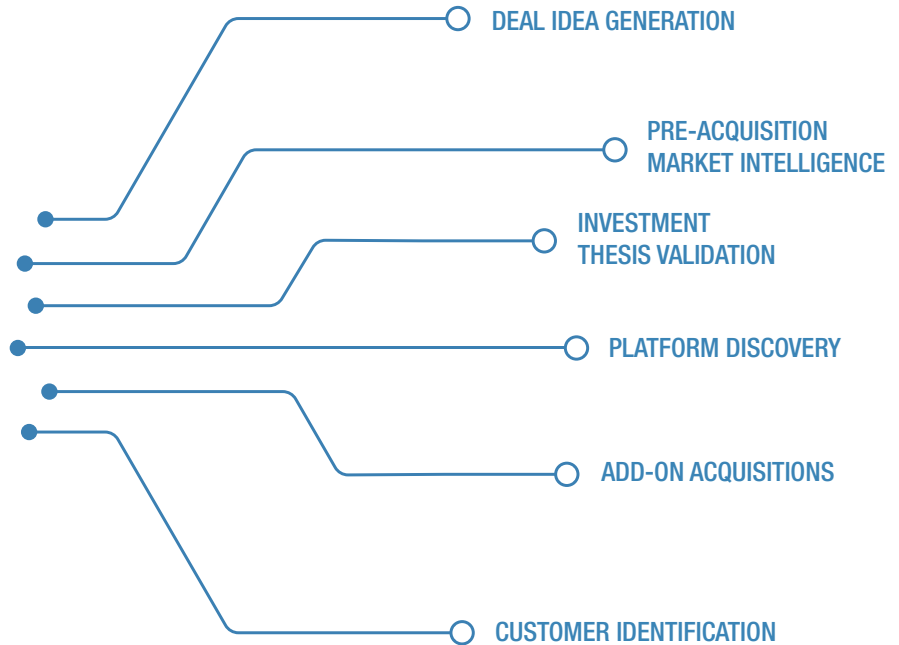 DEAL IDEA GENERATION
PRE-ACQUISITION
MARKET INTELLIGENCE
INVESTMENT
THESIS VALIDATION
PLATFORM DISCOVERY
ADD-ON ACQUISITIONS
CUSTOMER IDENTIFICATION